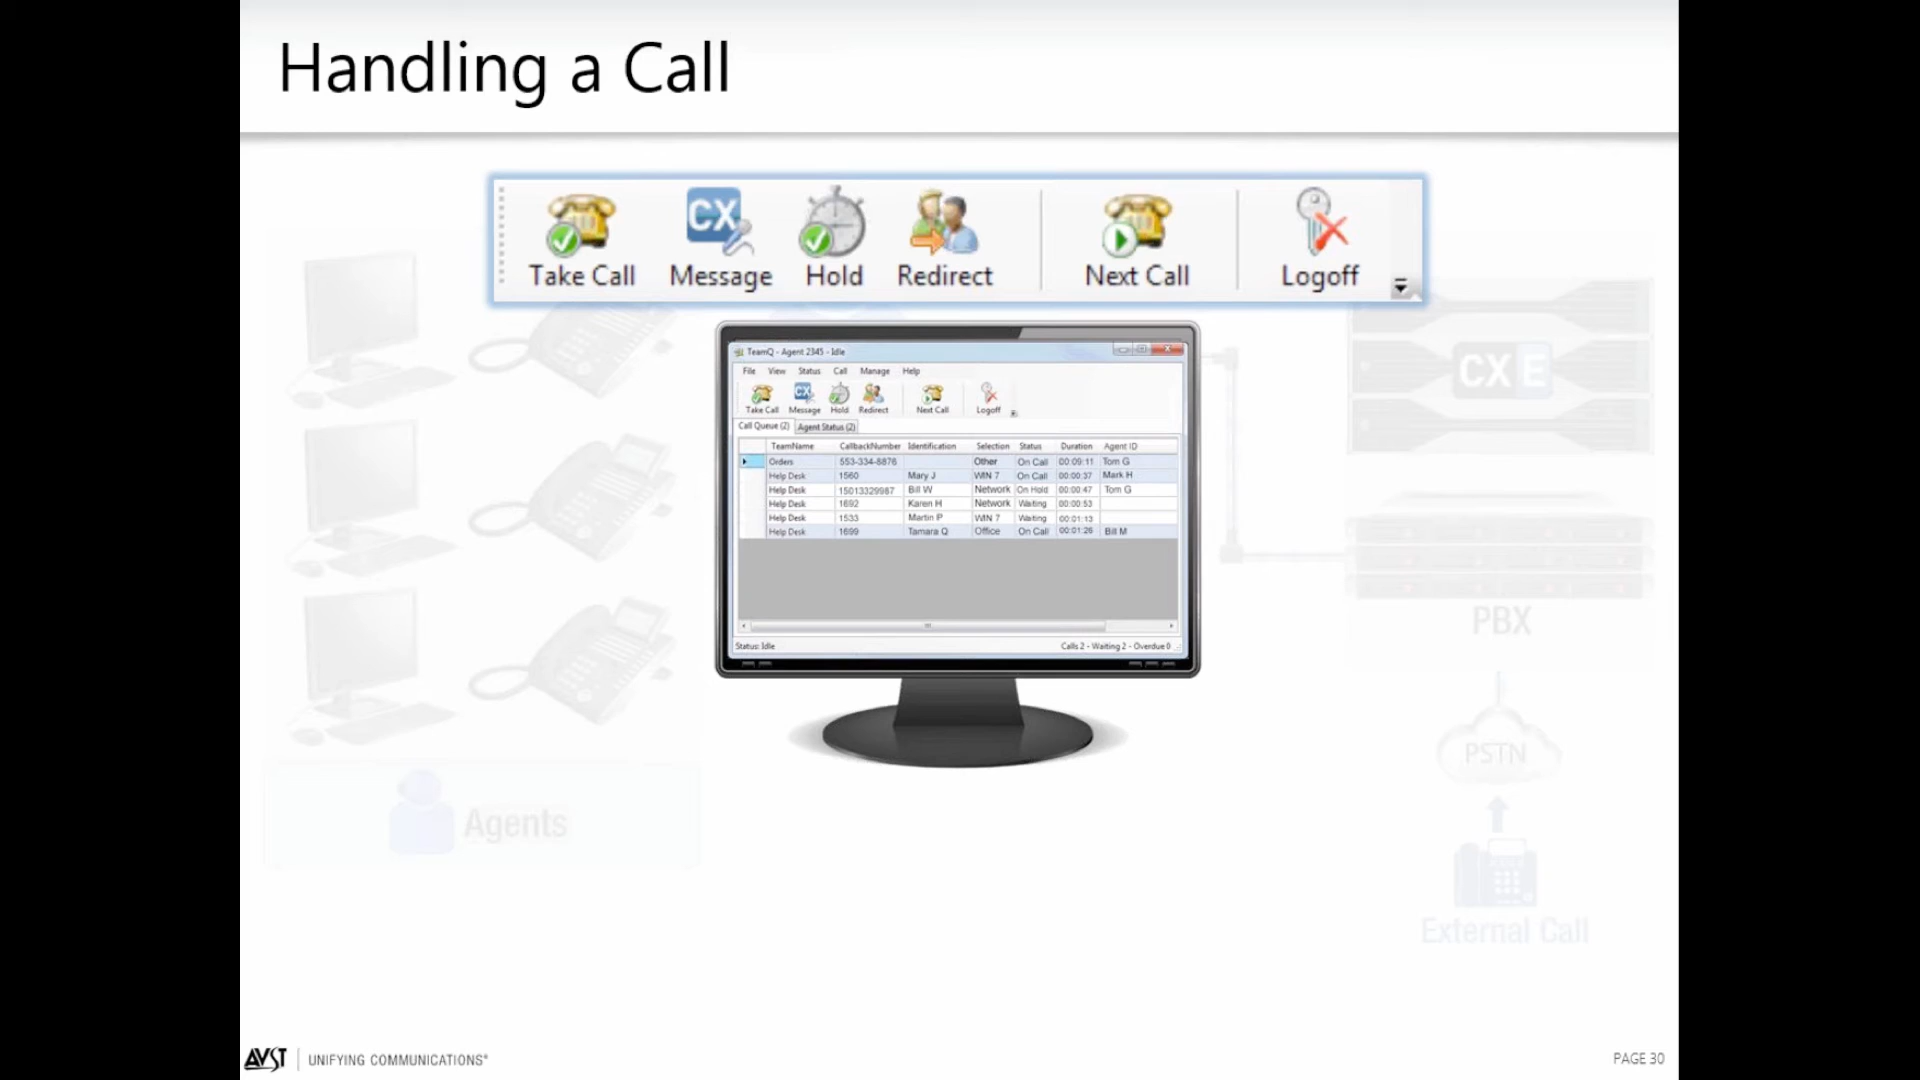 Handling a Call
Take Call Message Hold Redirect Next Call Logoff
TeamQ - Agent 2345 - Idle
File View Status Call Manage Help
Take Call Message Hold Redirect Next Call Logoff
Call Queue (2) Agent Status (2)
TeamName CallbackNumber Identification Selection Status Duration Agent ID
Orders 553-334-8876 Other On Call 00:09:11 Tom G
Help Desk 1560 Mary J WIN 7 On Call 00:00:37 Mark H
Help Desk 15013329987 Bill W Network On Hold 00:00:47 Tom G
Help Desk 1692 Karen H Network Waiting 00:00:53
Help Desk 1533 Martin P WIN 7 Waiting 00:01:13
Help Desk 1699 Tamara Q Office On Call 00:01:26 Bill M
Status: Idle Calls 2 - Waiting 2 - Overdue 0
CX E
PBX
PSTN
Agents
External Call
AVST UNIFYING COMMUNICATIONS®
PAGE 30